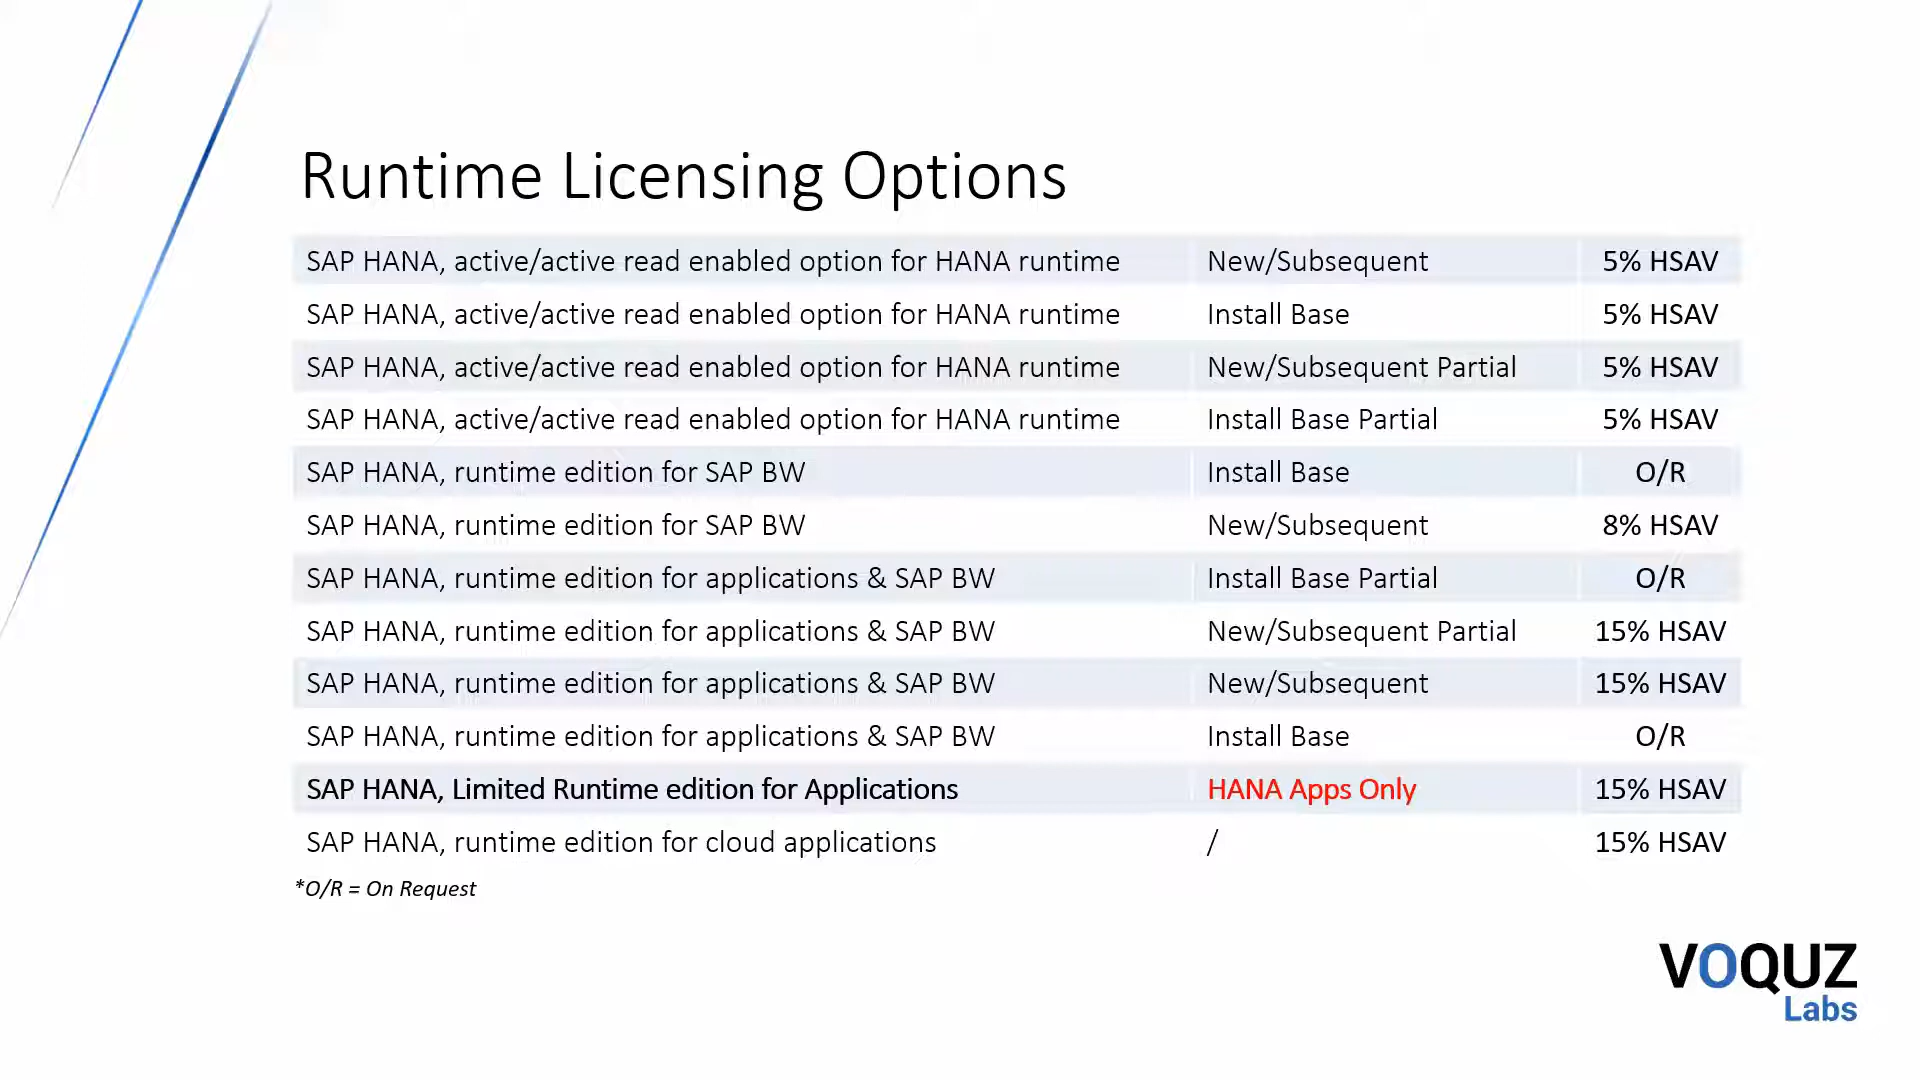 Runtime Licensing Options
SAP HANA, active/active read enabled option for HANA runtime New/Subsequent 5% HSAV
SAP HANA, active/active read enabled option for HANA runtime Install Base 5% HSAV
SAP HANA, active/active read enabled option for HANA runtime New/Subsequent Partial 5% HSAV
SAP HANA, active/active read enabled option for HANA runtime Install Base Partial 5% HSAV
SAP HANA, runtime edition for SAP BW Install Base O/R
SAP HANA, runtime edition for SAP BW New/Subsequent 8% HSAV
SAP HANA, runtime edition for applications & SAP BW Install Base Partial O/R
SAP HANA, runtime edition for applications & SAP BW New/Subsequent Partial 15% HSAV
SAP HANA, runtime edition for applications & SAP BW New/Subsequent 15% HSAV
SAP HANA, runtime edition for applications & SAP BW Install Base O/R
SAP HANA, Limited Runtime edition for Applications HANA Apps Only 15% HSAV
SAP HANA, runtime edition for cloud applications / 15% HSAV
*O/R = On Request
VOQUZ
Labs